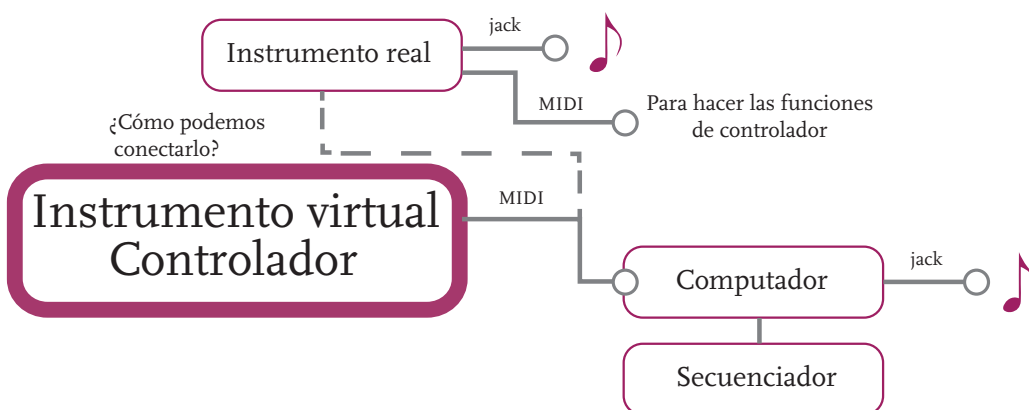 jack
Instrumento real
MIDI
Para hacer las funciones
de controlador
¿Cómo podemos
conectarlo?
Instrumento virtual
Controlador
MIDI
Computador
jack
Secuenciador